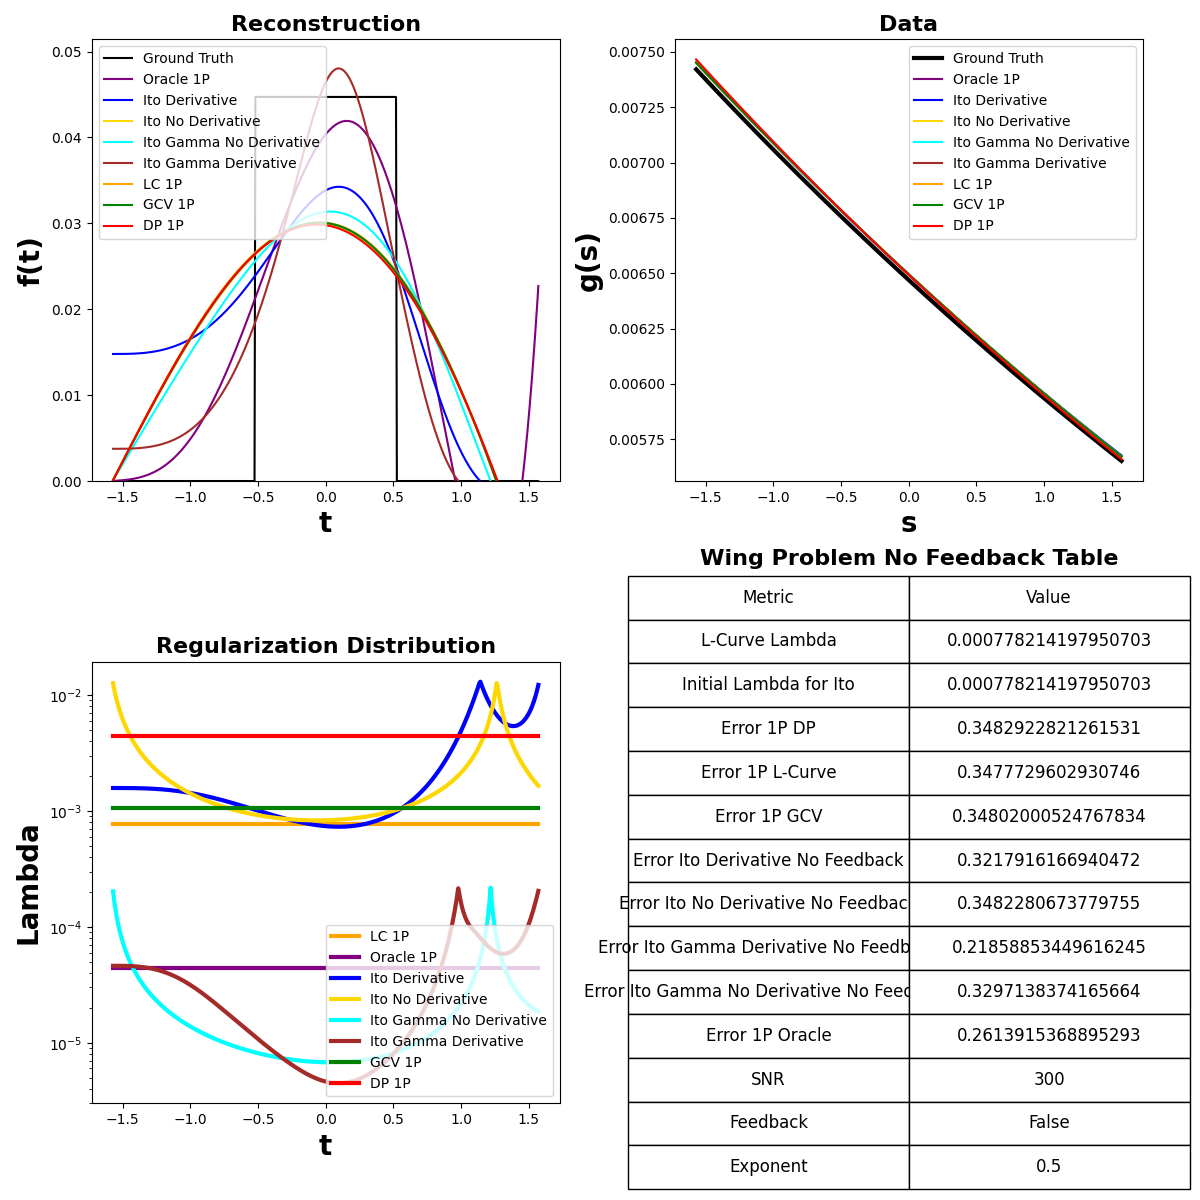 Reconstruction
0.05
0.04
0.03
0.02
0.01
0.00
f(t)
Ground Truth
Oracle 1P
Ito Derivative
Ito No Derivative
Ito Gamma No Derivative
Ito Gamma Derivative
LC 1P
GCV 1P
DP 1P
−1.5 −1.0 −0.5 0.0 0.5 1.0 1.5
t
Data
0.00750
0.00725
0.00700
0.00675
0.00650
0.00625
0.00600
0.00575
g(s)
Ground Truth
Oracle 1P
Ito Derivative
Ito No Derivative
Ito Gamma No Derivative
Ito Gamma Derivative
LC 1P
GCV 1P
DP 1P
−1.5 −1.0 −0.5 0.0 0.5 1.0 1.5
s
Regularization Distribution
10⁻²
10⁻³
10⁻⁴
10⁻⁵
Lambda
LC 1P
Oracle 1P
Ito Derivative
Ito No Derivative
Ito Gamma No Derivative
Ito Gamma Derivative
GCV 1P
DP 1P
−1.5 −1.0 −0.5 0.0 0.5 1.0 1.5
t
Wing Problem No Feedback Table
Metric Value
L-Curve Lambda 0.000778214197950703
Initial Lambda for Ito 0.000778214197950703
Error 1P DP 0.3482922821261531
Error 1P L-Curve 0.3477729602930746
Error 1P GCV 0.34802000524767834
Error Ito Derivative No Feedback 0.3217916166940472
Error Ito No Derivative No Feedbac 0.3482280673779755
Error Ito Gamma Derivative No Feedb 0.21858853449616245
Error Ito Gamma No Derivative No Feed 0.3297138374165664
Error 1P Oracle 0.2613915368895293
SNR 300
Feedback False
Exponent 0.5